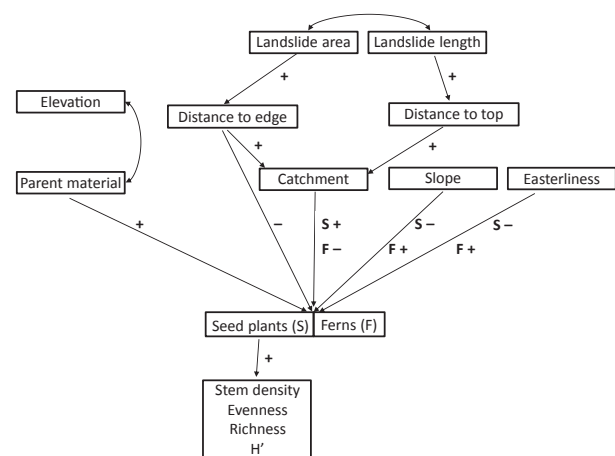 Landslide area
Landslide length
+
+
Elevation
Distance to edge
Distance to top
+
+
Parent material
Catchment
Slope
Easterliness
+
–
S +
S –
S –
F –
F +
F +
Seed plants (S)
Ferns (F)
+
Stem density
Evenness
Richness
H’